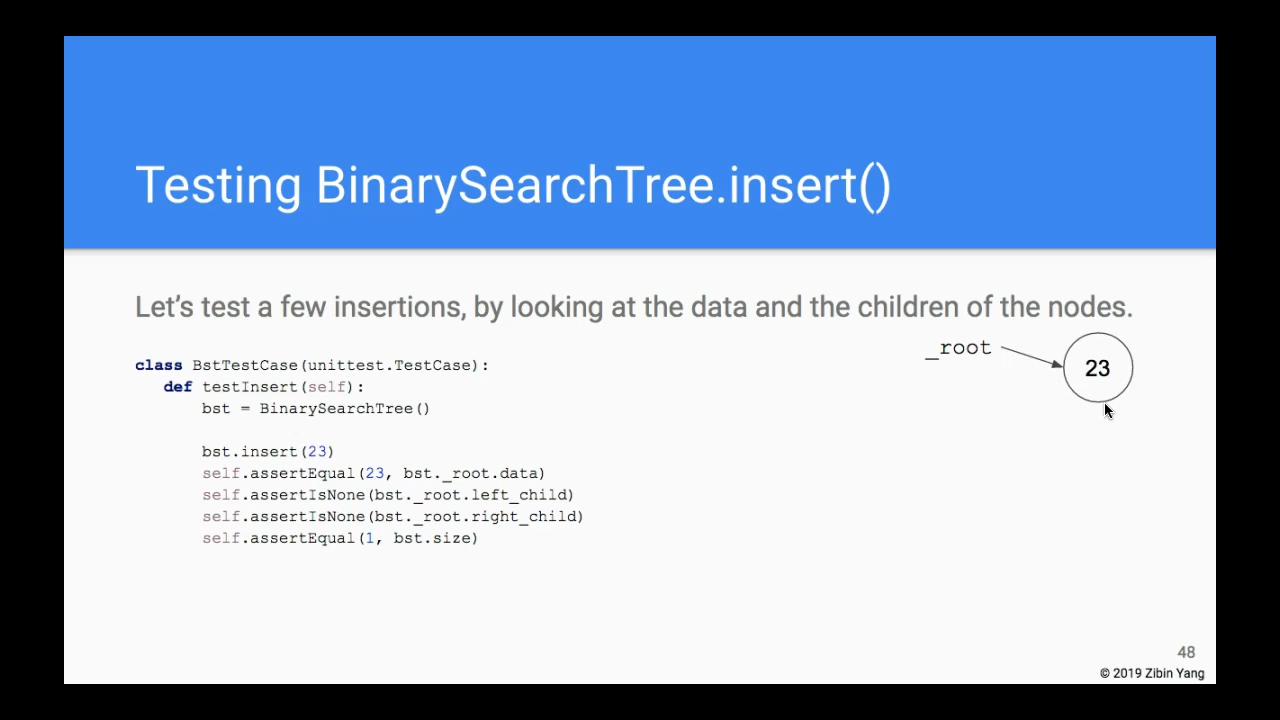 Testing BinarySearchTree.insert()
Let's test a few insertions, by looking at the data and the children of the nodes.
class BstTestCase(unittest.TestCase):
def testInsert(self):
bst = BinarySearchTree()
bst.insert(23)
self.assertEqual(23, bst._root.data)
self.assertIsNone(bst._root.left_child)
self.assertIsNone(bst._root.right_child)
self.assertEqual(1, bst.size)
_root
23
48
© 2019 Zibin Yang